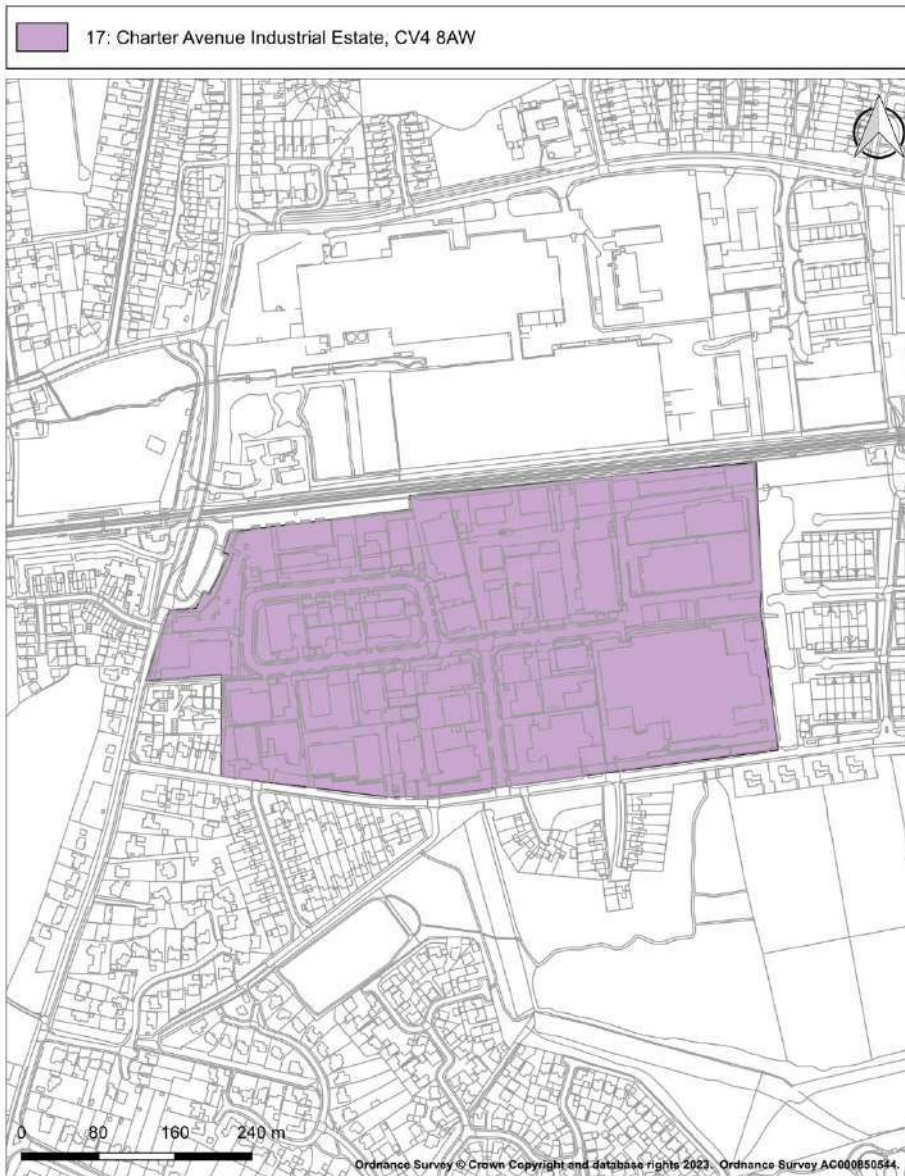 17: Charter Avenue Industrial Estate, CV4 8AW
0 80 160 240 m
Ordnance Survey © Crown Copyright and database rights 2023. Ordnance Survey AC000850544.